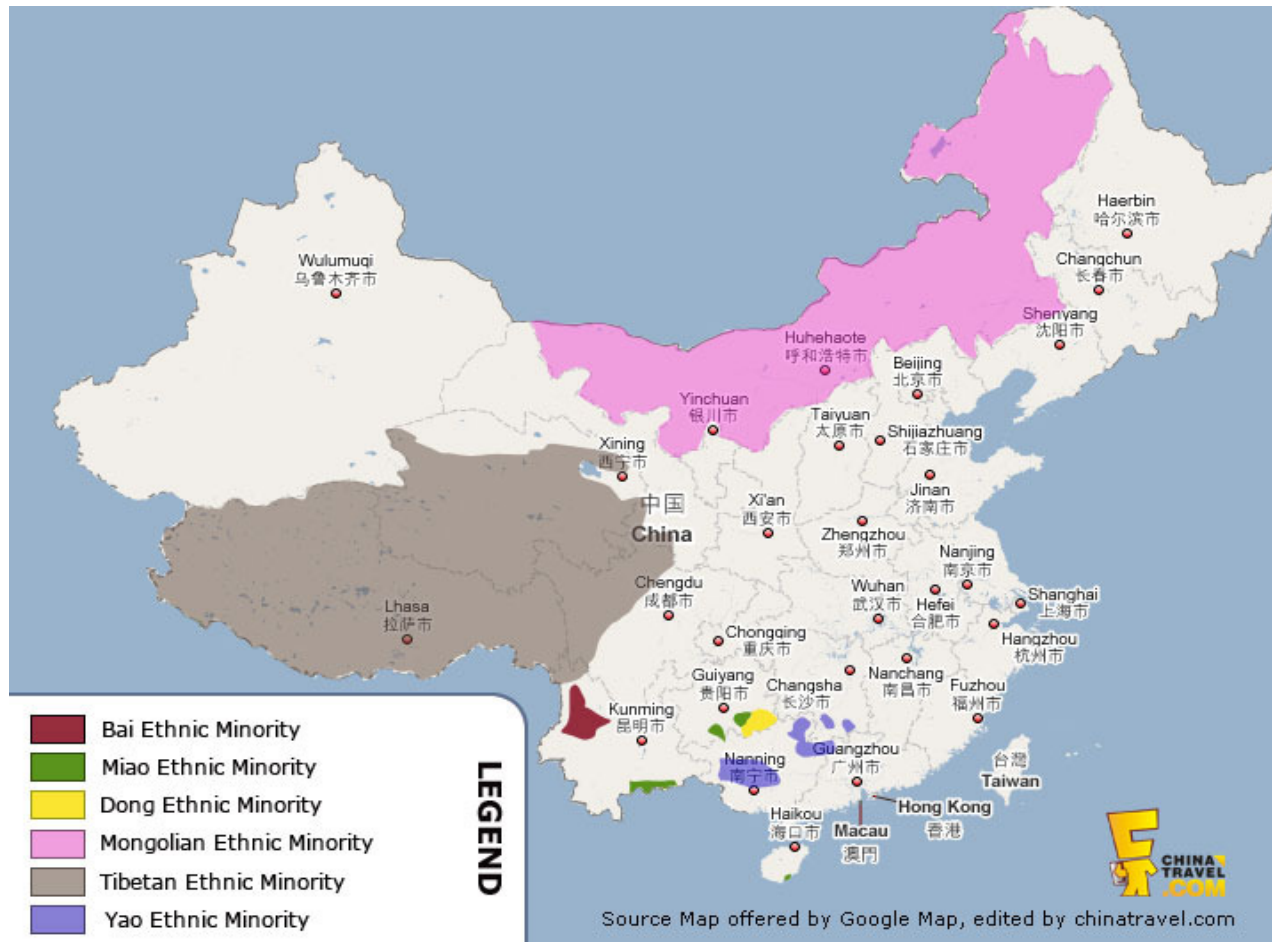 Haerbin
哈尔滨市
Wulumuqi
乌鲁木齐市
Changchun
长春市
Shenyang
沈阳市
Huhehaote
呼和浩特市
Beijing
北京市
Yinchuan
银川市
Taiyuan
太原市
Shijiazhuang
石家庄市
Xining
西宁市
Jinan
济南市
中国
China
Xi'an
西安市
Zhengzhou
郑州市
Nanjing
南京市
Chengdu
成都市
Wuhan
武汉市
Hefei
合肥市
Shanghai
上海市
Lhasa
拉萨市
Chongqing
重庆市
Hangzhou
杭州市
Guiyang
贵阳市
Changsha
长沙市
Nanchang
南昌市
Fuzhou
福州市
Kunming
昆明市
Nanning
南宁市
Guangzhou
广州市
台灣
Taiwan
Haikou
海口市
Macau
澳門
Hong Kong
香港
LEGEND
Bai Ethnic Minority
Miao Ethnic Minority
Dong Ethnic Minority
Mongolian Ethnic Minority
Tibetan Ethnic Minority
Yao Ethnic Minority
CHINA
TRAVEL
.COM
Source Map offered by Google Map, edited by chinatravel.com